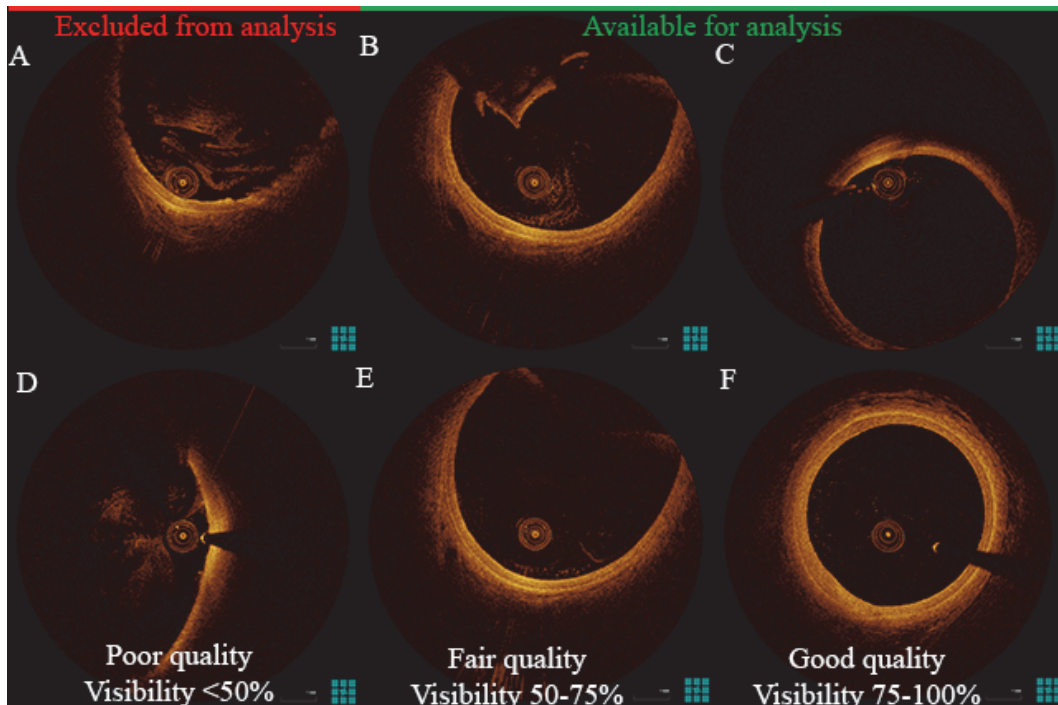 Excluded from analysis
Available for analysis
A
B
C
D
E
F
Poor quality
Visibility <50%
Fair quality
Visibility 50-75%
Good quality
Visibility 75-100%